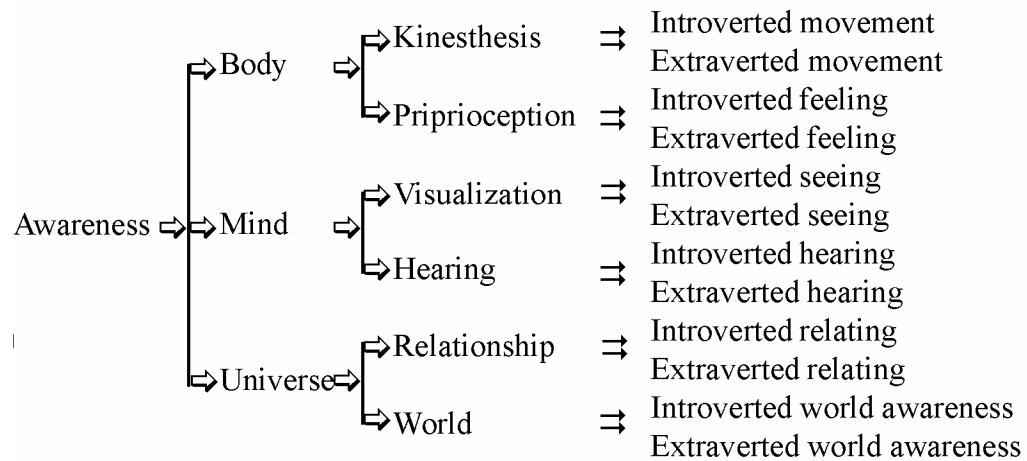 Awareness
Body
Mind
Universe
Kinesthesis
Priprioception
Visualization
Hearing
Relationship
World
Introverted movement
Extraverted movement
Introverted feeling
Extraverted feeling
Introverted seeing
Extraverted seeing
Introverted hearing
Extraverted hearing
Introverted relating
Extraverted relating
Introverted world awareness
Extraverted world awareness